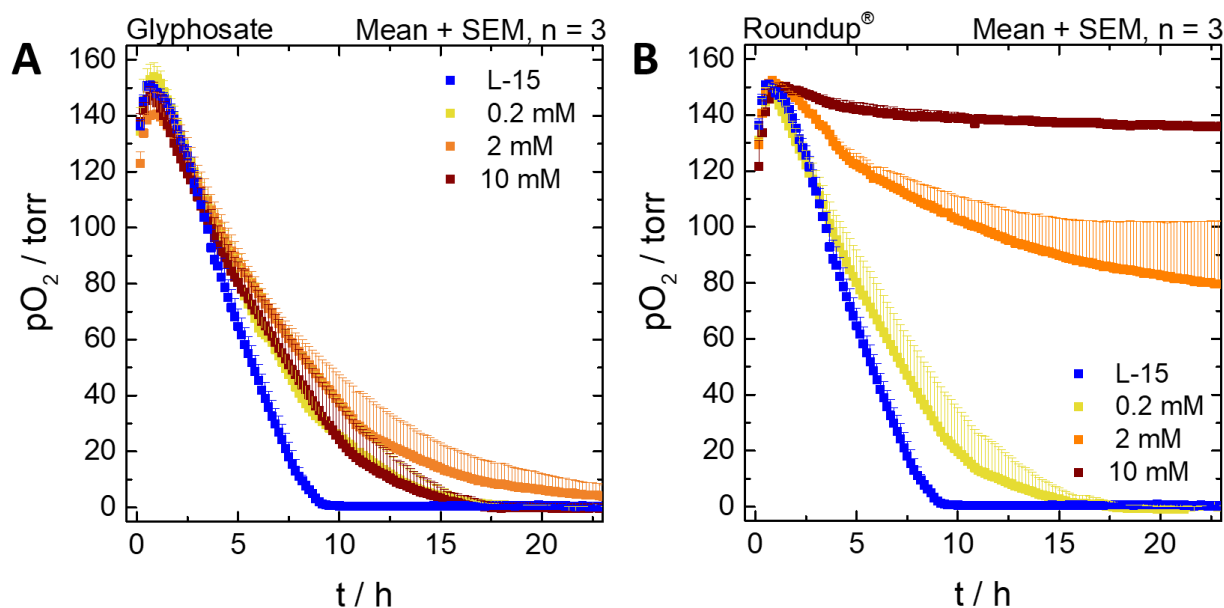 A
Glyphosate Mean + SEM, n = 3
160
140
120
100
80
60
40
20
0
pO₂ / torr
L-15
0.2 mM
2 mM
10 mM
0 5 10 15 20
t / h
B
Roundup® Mean + SEM, n = 3
160
140
120
100
80
60
40
20
0
pO₂ / torr
L-15
0.2 mM
2 mM
10 mM
0 5 10 15 20
t / h